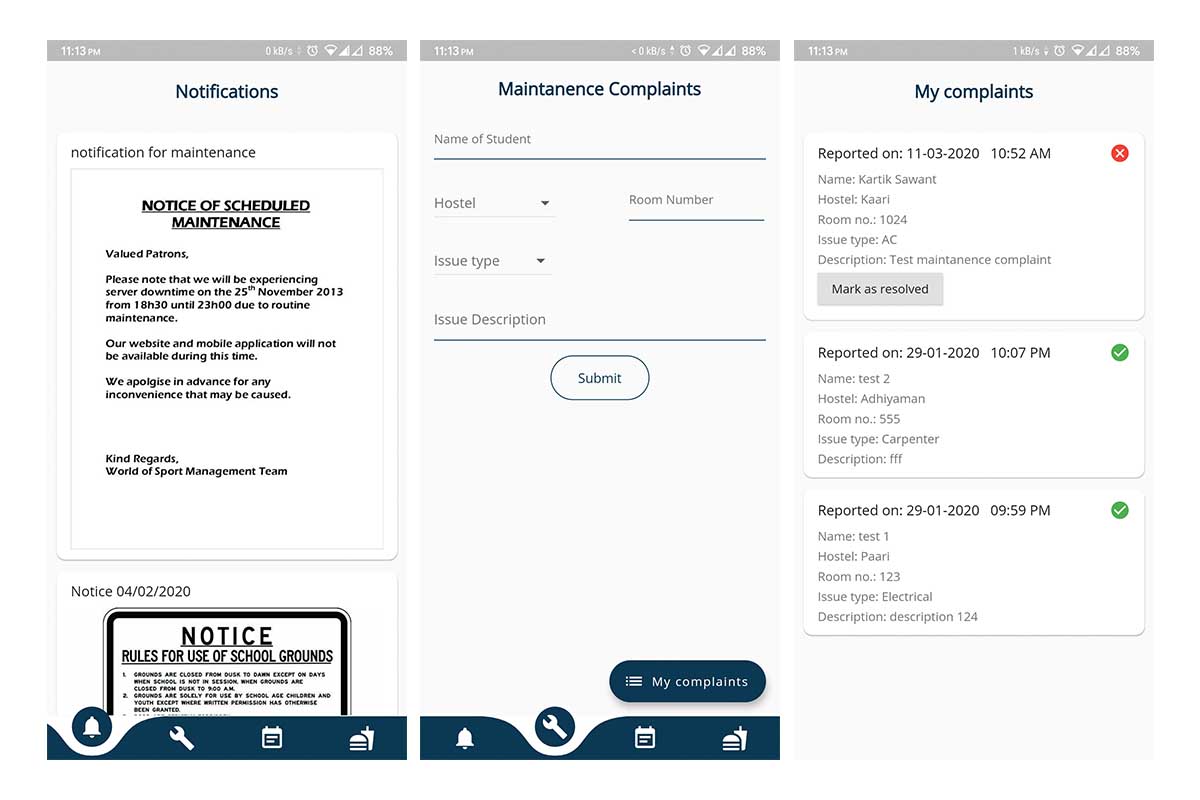 11:13 PM 0 kB/s 88%
Notifications
notification for maintenance
NOTICE OF SCHEDULED
MAINTENANCE
Valued Patrons,
Please note that we will be experiencing
server downtime on the 25th November 2013
from 18h30 until 23h00 due to routine
maintenance.
Our website and mobile application will not
be available during this time.
We apolgise in advance for any
inconvenience that may be caused.
Kind Regards,
World of Sport Management Team
Notice 04/02/2020
NOTICE
RULES FOR USE OF SCHOOL GROUNDS
1. GROUNDS ARE CLOSED FROM DUSK TO DAWN EXCEPT ON DAYS
WHEN SCHOOL IS NOT IN SESSION, WHEN GROUNDS ARE
CLOSED FROM DUSK TO 9:00 A.M.
2. GROUNDS ARE SOLELY FOR USE BY SCHOOL AGE CHILDREN AND
YOUTH EXCEPT WHERE WRITTEN PERMISSION HAS OTHERWISE
BEEN GRANTED.
11:13 PM < 0 kB/s 88%
Maintanence Complaints
Name of Student
Hostel
Room Number
Issue type
Issue Description
Submit
My complaints
11:13 PM 1 kB/s 88%
My complaints
Reported on: 11-03-2020 10:52 AM
Name: Kartik Sawant
Hostel: Kaari
Room no.: 1024
Issue type: AC
Description: Test maintanence complaint
Mark as resolved
Reported on: 29-01-2020 10:07 PM
Name: test 2
Hostel: Adhiyaman
Room no.: 555
Issue type: Carpenter
Description: fff
Reported on: 29-01-2020 09:59 PM
Name: test 1
Hostel: Paari
Room no.: 123
Issue type: Electrical
Description: description 124